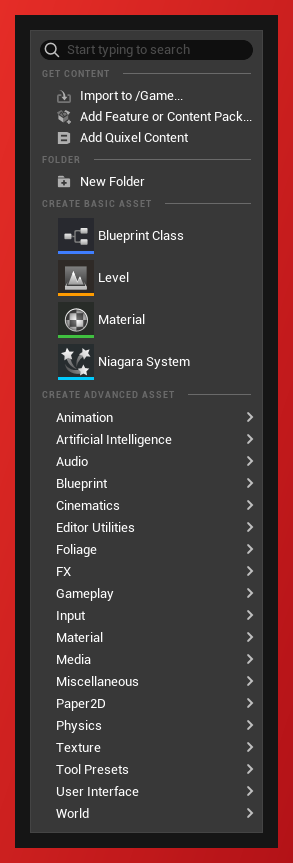 Start typing to search
GET CONTENT
Import to /Game...
Add Feature or Content Pack...
Add Quixel Content
FOLDER
New Folder
CREATE BASIC ASSET
Blueprint Class
Level
Material
Niagara System
CREATE ADVANCED ASSET
Animation
Artificial Intelligence
Audio
Blueprint
Cinematics
Editor Utilities
Foliage
FX
Gameplay
Input
Material
Media
Miscellaneous
Paper2D
Physics
Texture
Tool Presets
User Interface
World